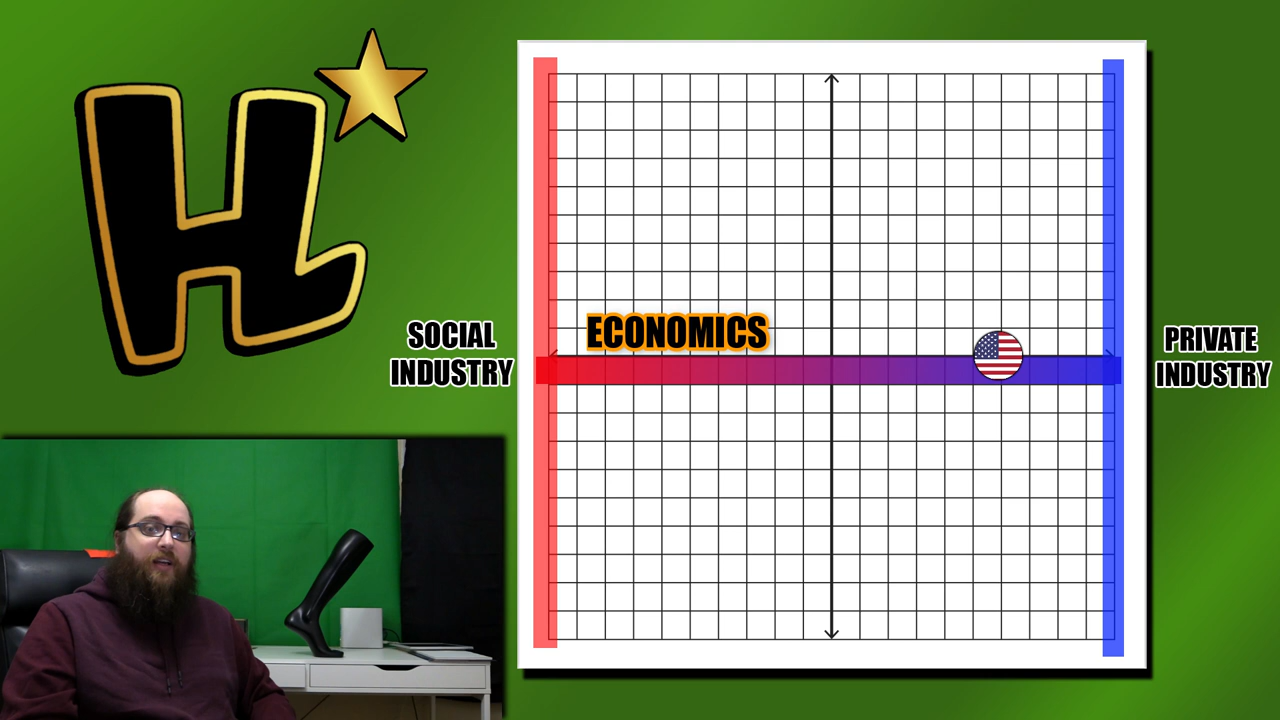 H
ECONOMICS
SOCIAL
INDUSTRY
PRIVATE
INDUSTRY